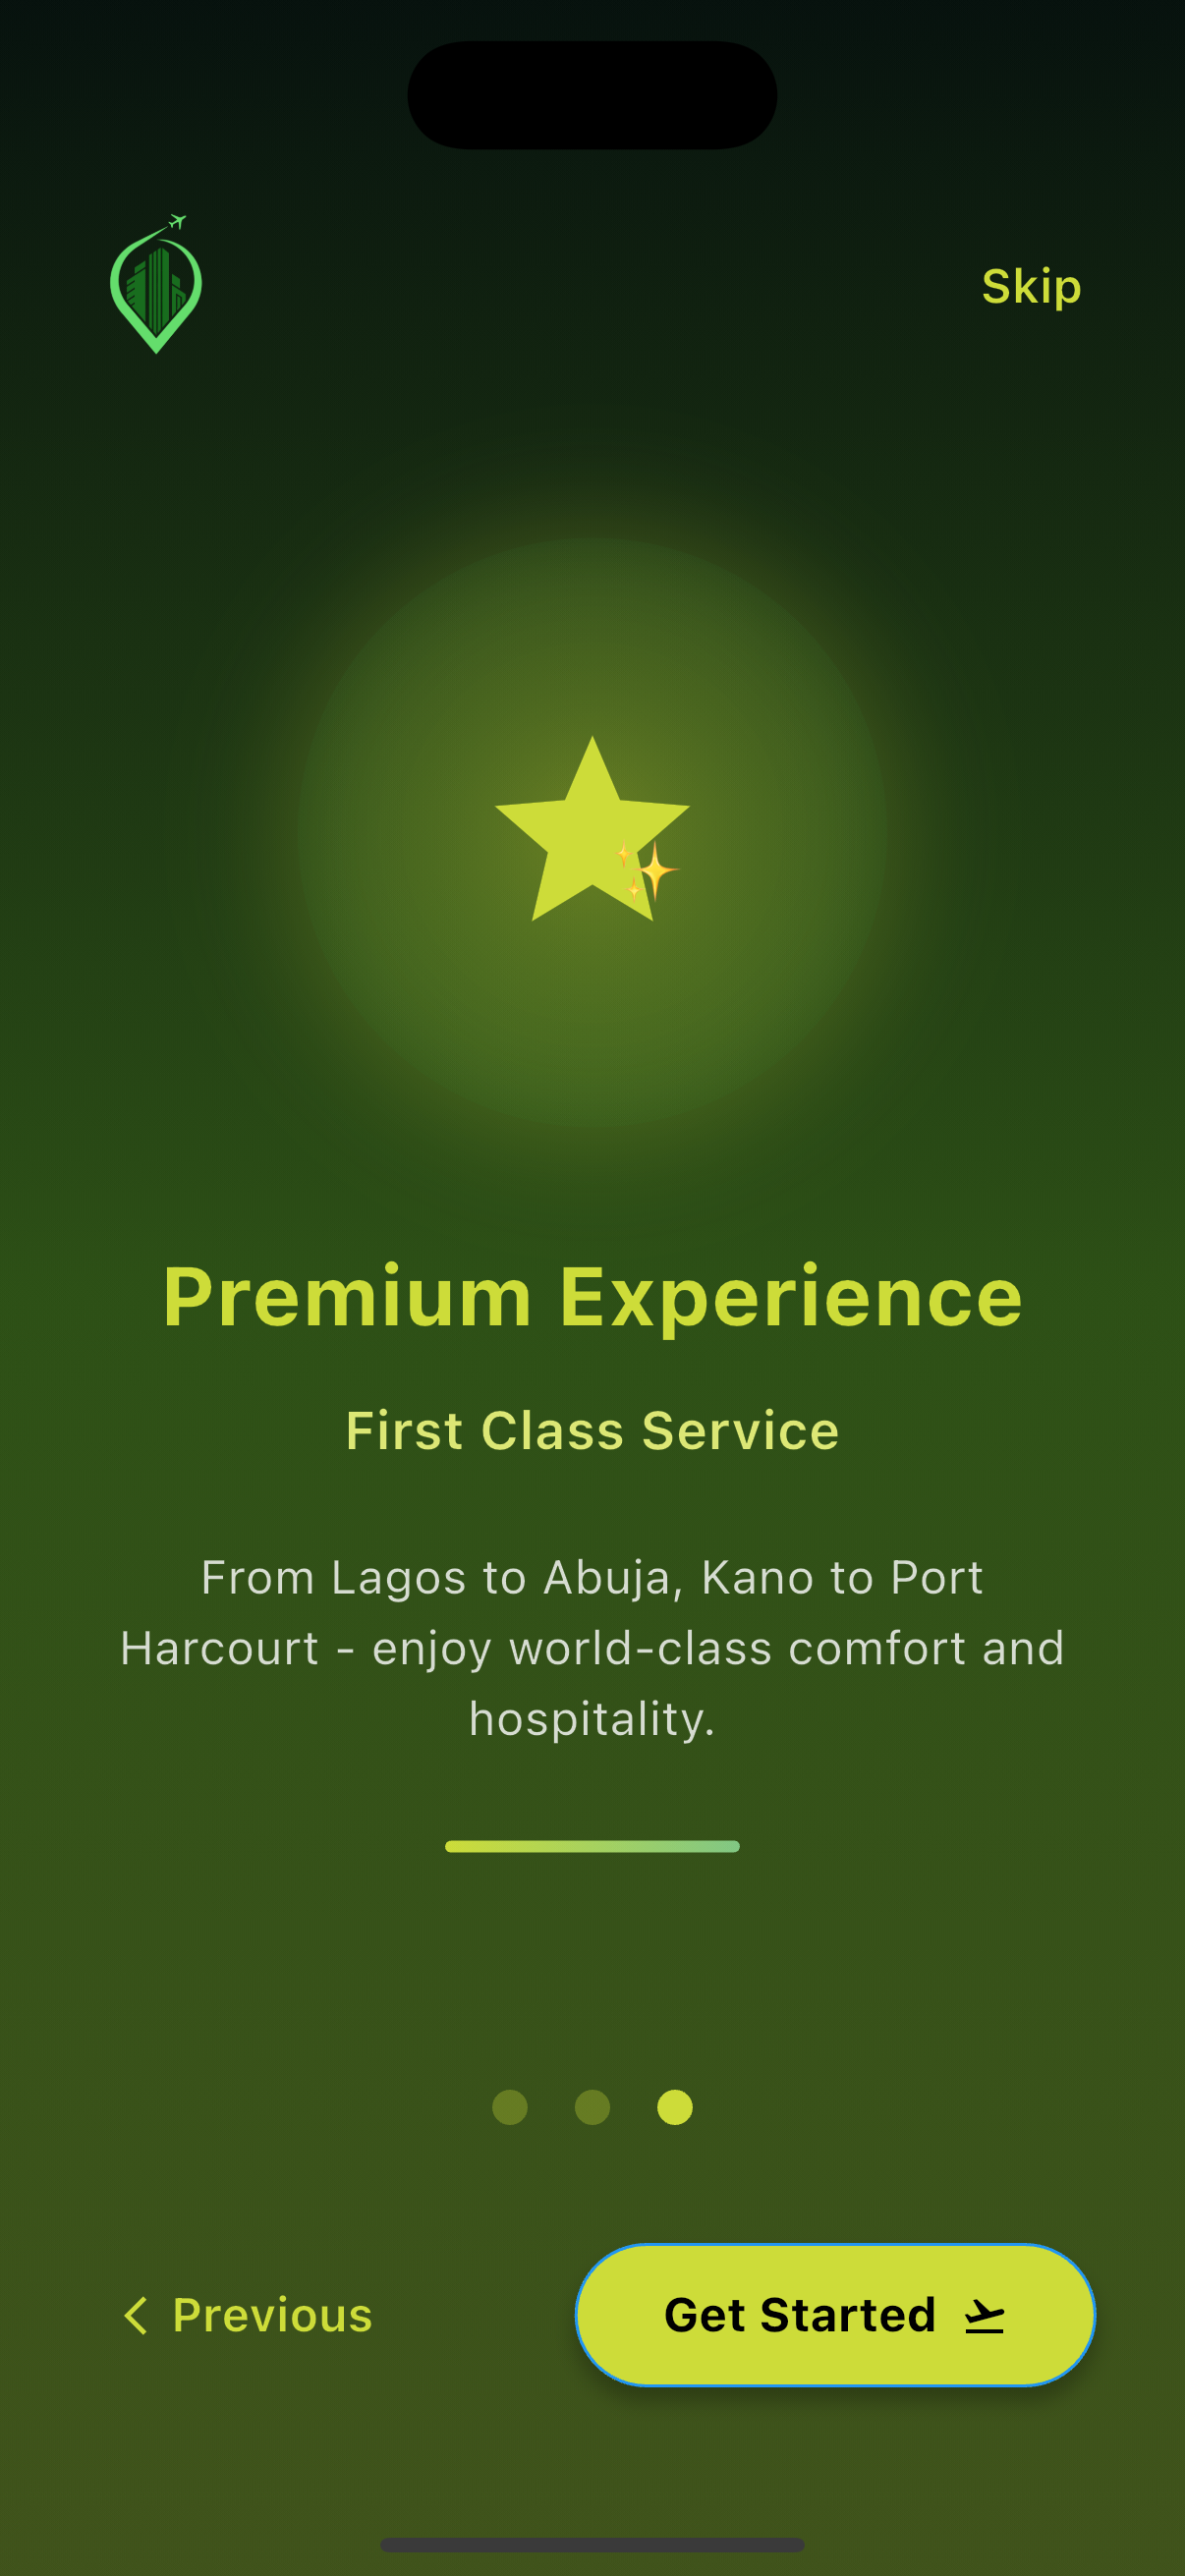 Skip
Premium Experience
First Class Service
From Lagos to Abuja, Kano to Port
Harcourt - enjoy world-class comfort and
hospitality.
Previous
Get Started